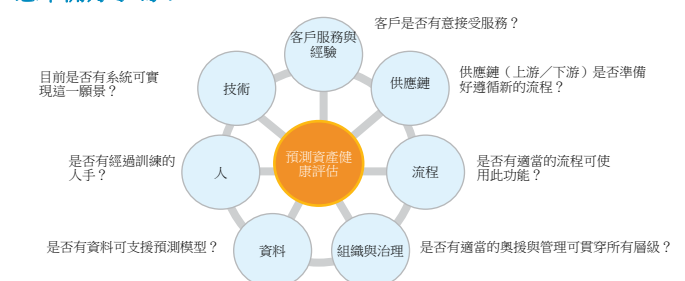 客戶是否有意接受服務？
客戶服務與
經驗
目前是否有系統可實
現這一願景？
技術
供應鏈
供應鏈（上游／下游）是否準備
好遵循新的流程？
預測資產健
康評估
是否有經過訓練的
人手？
人
流程
是否有適當的流程可使
用此功能？
是否有資料可支援預測模型？
資料
組織與治理
是否有適當的奧援與管理可貫穿所有層級？